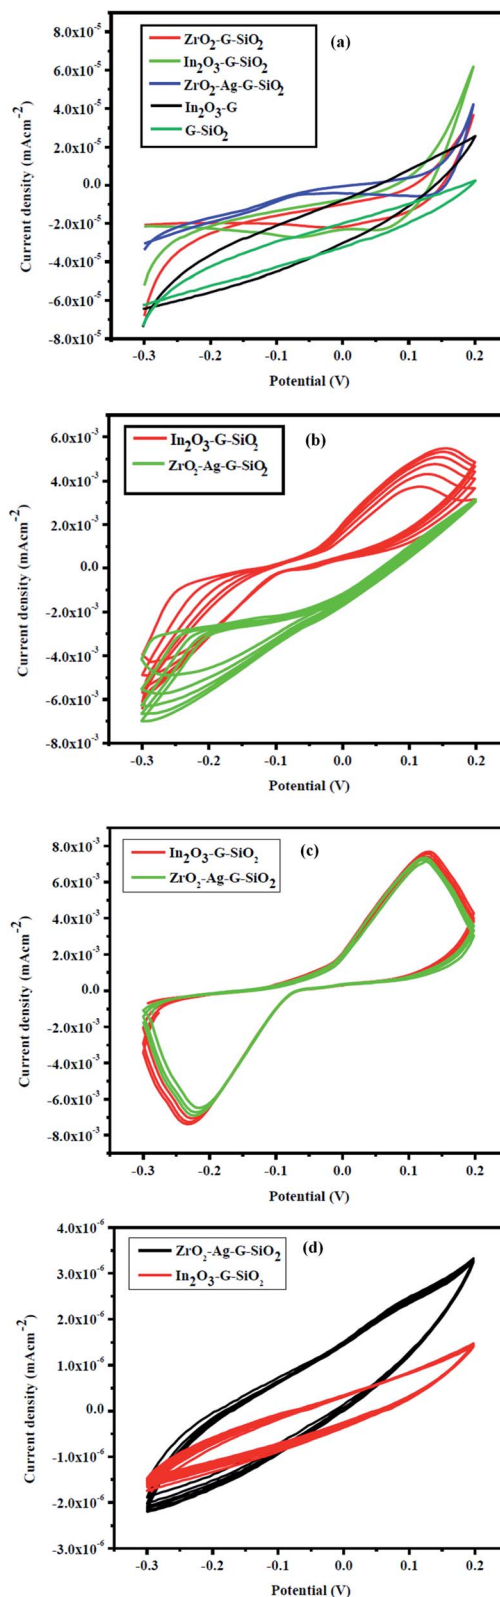 (a)
ZrO₂-G-SiO₂
In₂O₃-G-SiO₂
ZrO₂-Ag-G-SiO₂
In₂O₃-G
G-SiO₂
Current density (mAcm⁻²)
8.0x10⁻⁵
6.0x10⁻⁵
4.0x10⁻⁵
2.0x10⁻⁵
0.0
-2.0x10⁻⁵
-4.0x10⁻⁵
-6.0x10⁻⁵
-8.0x10⁻⁵
-0.3 -0.2 -0.1 0.0 0.1 0.2
Potential (V)
(b)
In₂O₃-G-SiO₂
ZrO₂-Ag-G-SiO₂
Current density (mAcm⁻²)
6.0x10⁻³
4.0x10⁻³
2.0x10⁻³
0.0
-2.0x10⁻³
-4.0x10⁻³
-6.0x10⁻³
-8.0x10⁻³
-0.3 -0.2 -0.1 0.0 0.1 0.2
Potential (V)
(c)
In₂O₃-G-SiO₂
ZrO₂-Ag-G-SiO₂
Current density (mAcm⁻²)
8.0x10⁻³
6.0x10⁻³
4.0x10⁻³
2.0x10⁻³
0.0
-2.0x10⁻³
-4.0x10⁻³
-6.0x10⁻³
-8.0x10⁻³
-0.3 -0.2 -0.1 0.0 0.1 0.2
Potential (V)
(d)
ZrO₂-Ag-G-SiO₂
In₂O₃-G-SiO₂
Current density (mAcm⁻²)
4.0x10⁻⁶
3.0x10⁻⁶
2.0x10⁻⁶
1.0x10⁻⁶
0.0
-1.0x10⁻⁶
-2.0x10⁻⁶
-3.0x10⁻⁶
-0.3 -0.2 -0.1 0.0 0.1 0.2
Potential (V)